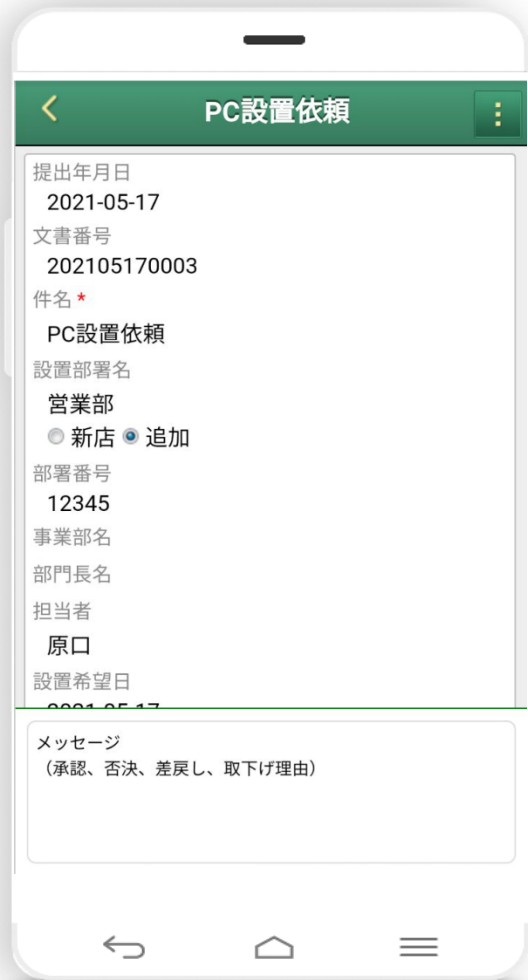 PC設置依頼
提出年月日
2021-05-17
文書番号
202105170003
件名 *
PC設置依頼
設置部署名
営業部
新店 追加
部署番号
12345
事業部名
部門長名
担当者
原口
設置希望日
2021-05-17
メッセージ
（承認、否決、差戻し、取下げ理由）